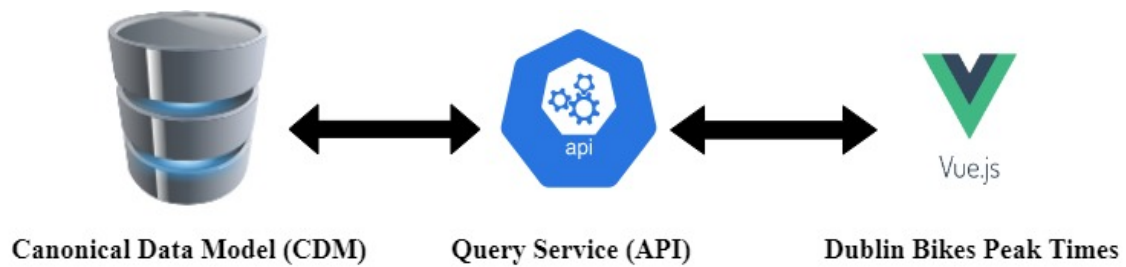 api
Vue.js
Canonical Data Model (CDM)
Query Service (API)
Dublin Bikes Peak Times